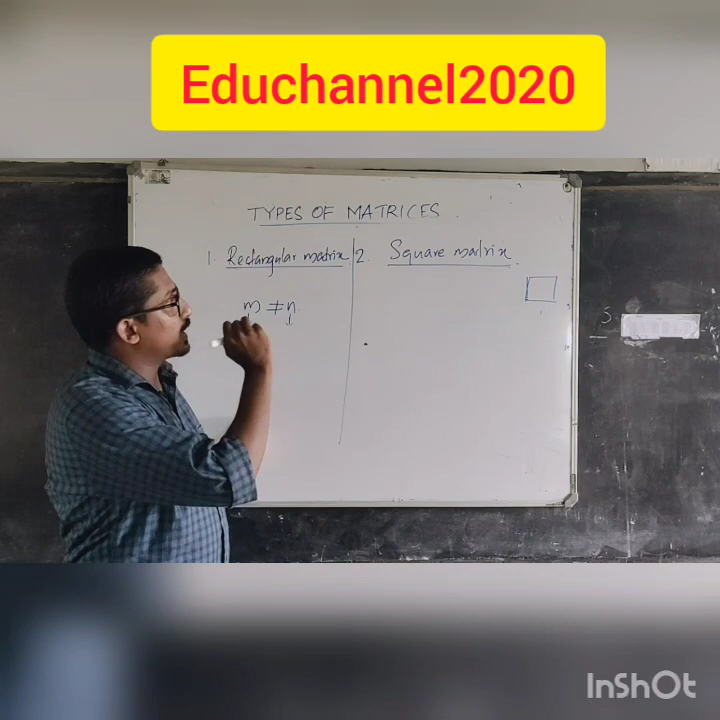 Educhannel2020
TYPES OF MATRICES
1. Rectangular matrix
2. Square matrix
m ≠ n
S
InShOt